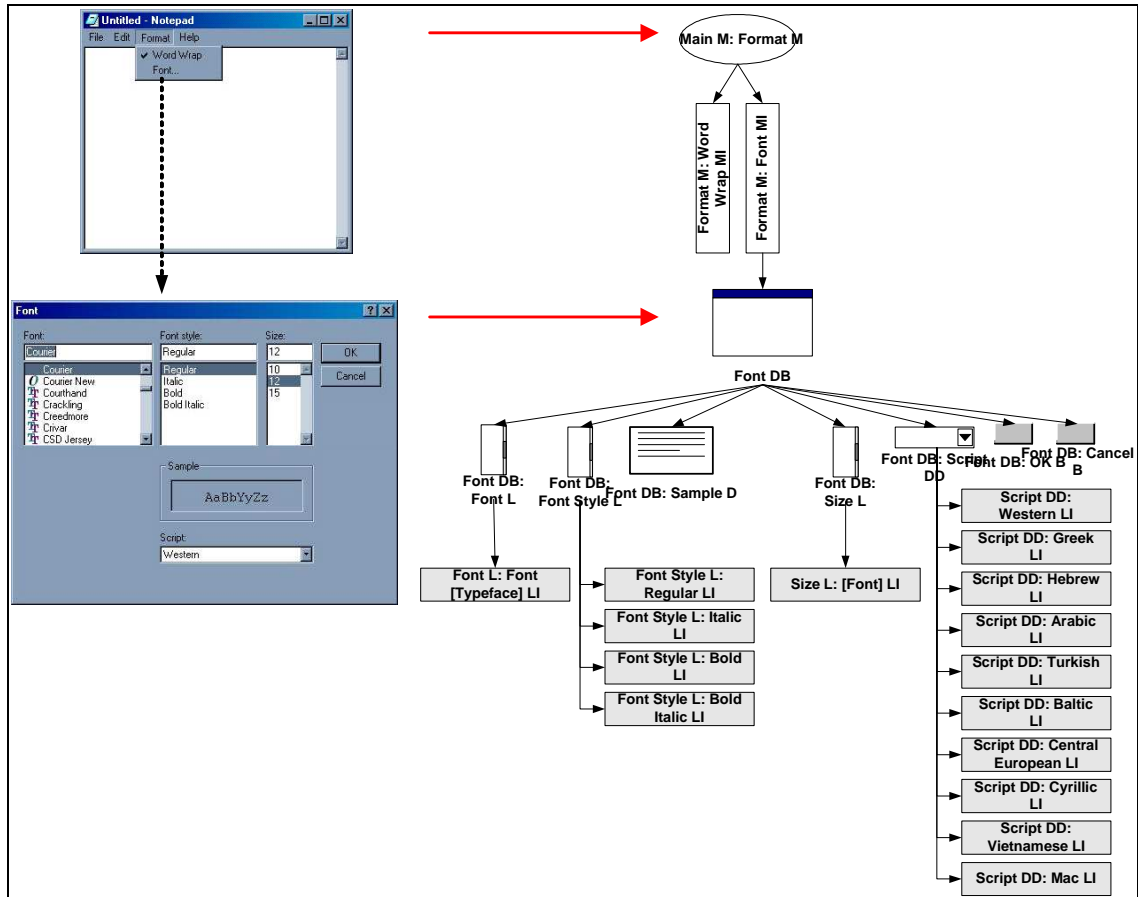 Untitled - Notepad
File Edit Format Help
Word Wrap
Font...
Main M: Format M
Format M: Word
Wrap MI
Format M: Font MI
Font
Font:
Font style:
Size:
Courier
Regular
12
OK
Cancel
Courier
Courier New
Courthand
Crackling
Creedmore
Crivar
CSD Jersey
Regular
Italic
Bold
Bold Italic
10
12
15
Sample
AaBbYyZz
Script:
Western
Font DB
Font DB:
Font L
Font DB:
Font Style L
Font DB: Sample D
Font DB:
Size L
Font DB: Script
DD
Font DB: OK B
Font DB: Cancel
B
Font L: Font
[Typeface] LI
Font Style L:
Regular LI
Font Style L: Italic
LI
Font Style L: Bold
LI
Font Style L: Bold
Italic LI
Size L: [Font] LI
Script DD:
Western LI
Script DD: Greek
LI
Script DD: Hebrew
LI
Script DD: Arabic
LI
Script DD: Turkish
LI
Script DD: Baltic
LI
Script DD: Central
European LI
Script DD: Cyrillic
LI
Script DD:
Vietnamese LI
Script DD: Mac LI